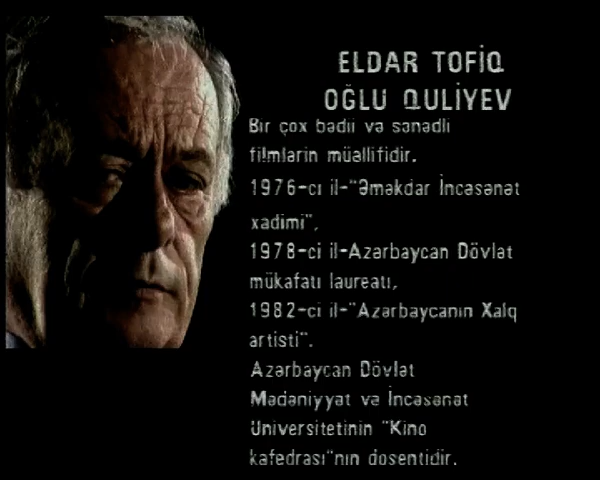 ELDAR TOFİQ
OĞLU QULİYEV
Bir çox bədii və sənədli
filmlərin müəllifidir.
1976-cı il-"Əməkdar İncəsənət
xadimi",
1978-ci il-Azərbaycan Dövlət
mükafatı laureatı,
1982-ci il-"Azərbaycanın Xalq
artisti".
Azərbaycan Dövlət
Mədəniyyət və İncəsənət
Universitetinin "Kino
kafedrası"nın dosentidir.